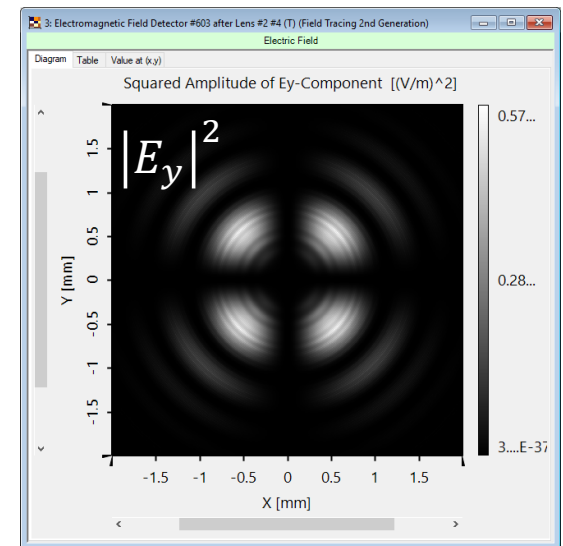 3: Electromagnetic Field Detector #603 after Lens #2 #4 (T) (Field Tracing 2nd Generation)
Electric Field
Diagram Table Value at (x,y)
Squared Amplitude of Ey-Component [(V/m)^2]
|E_y|^2
0.57...
0.28...
3....E-37
Y [mm]
1.5
1
0.5
0
-0.5
-1
-1.5
-1.5 -1 -0.5 0 0.5 1 1.5
X [mm]